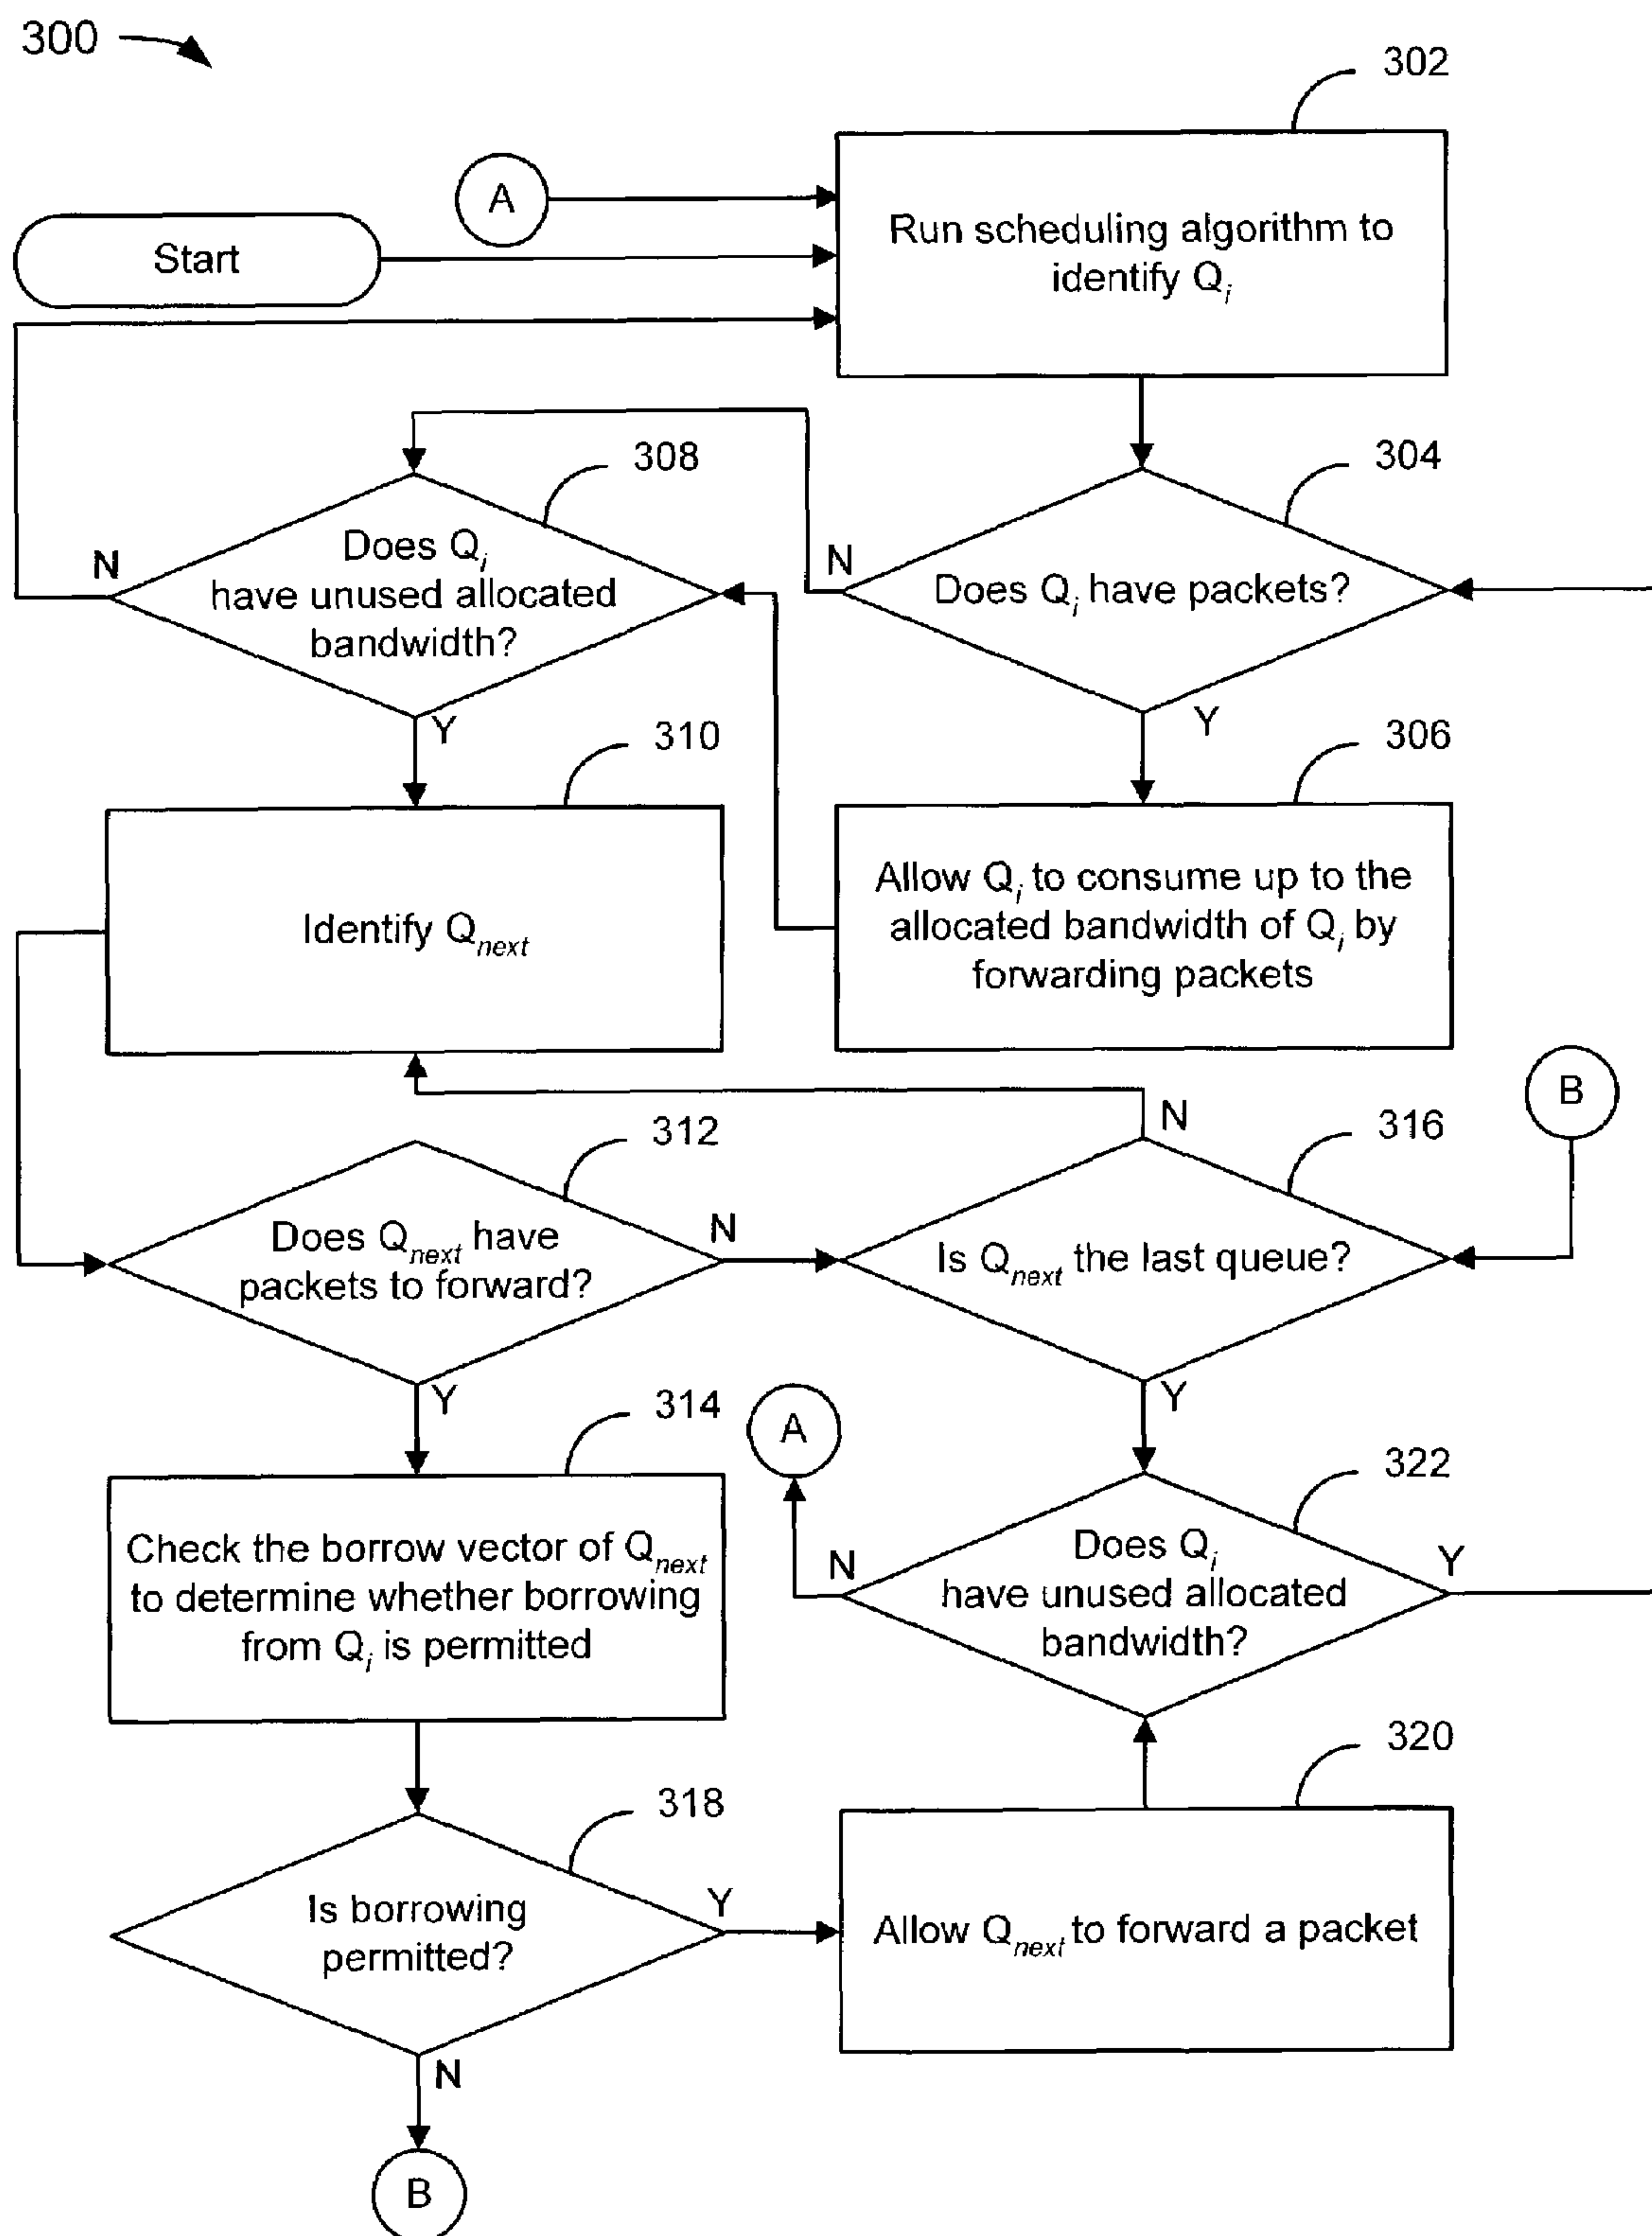 300
302
A
Start
Run scheduling algorithm to
identify Qi
308
304
N
Does Qi
have unused allocated
bandwidth?
N
Does Qi have packets?
Y
Y
310
306
Identify Qnext
Allow Qi to consume up to the
allocated bandwidth of Qi by
forwarding packets
B
N
312
316
Does Qnext have
packets to forward?
N
Is Qnext the last queue?
Y
Y
314
A
322
Check the borrow vector of Qnext
to determine whether borrowing
from Qi is permitted
N
Does Qi
have unused allocated
bandwidth?
Y
318
320
Is borrowing
permitted?
Y
Allow Qnext to forward a packet
N
B